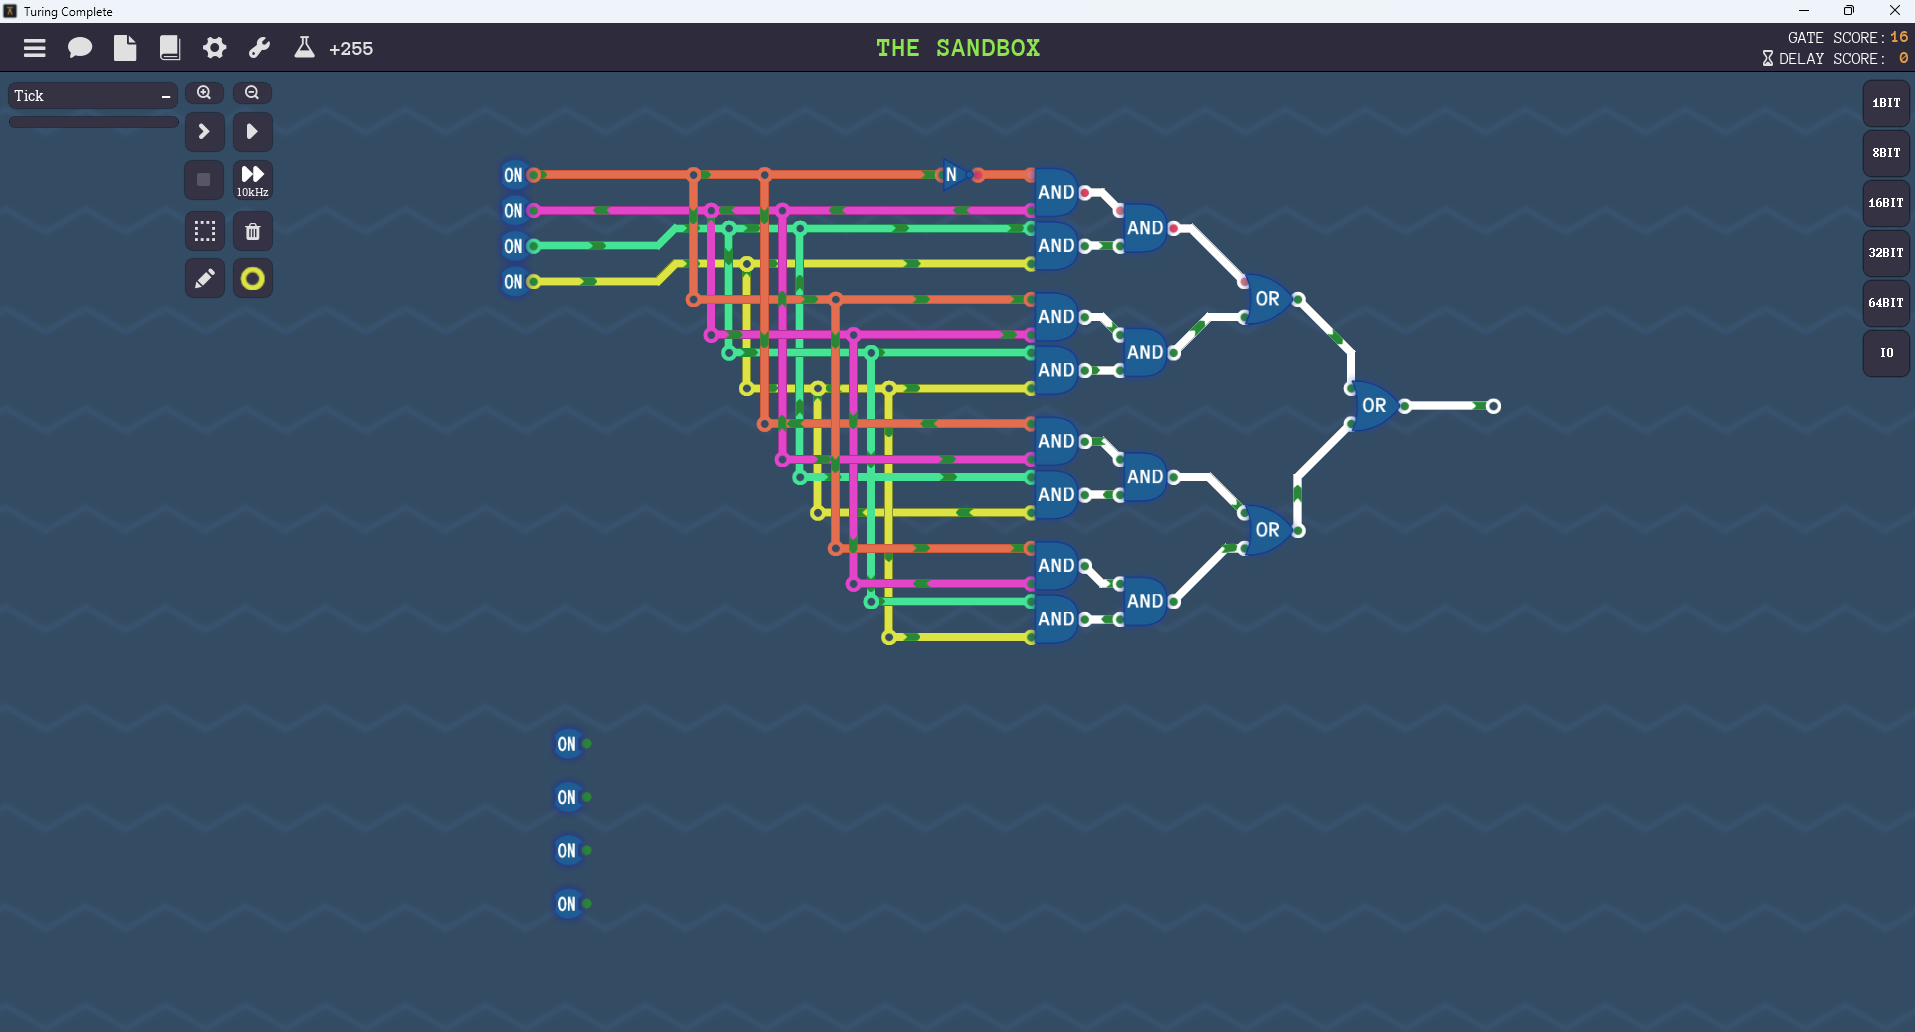 Turing Complete
+255
THE SANDBOX
GATE SCORE: 16
DELAY SCORE: 0
Tick
10kHz
1BIT
8BIT
16BIT
32BIT
64BIT
IO
ON
ON
ON
ON
N
AND
AND
AND
OR
AND
AND
AND
OR
AND
AND
AND
OR
AND
AND
AND
ON
ON
ON
ON